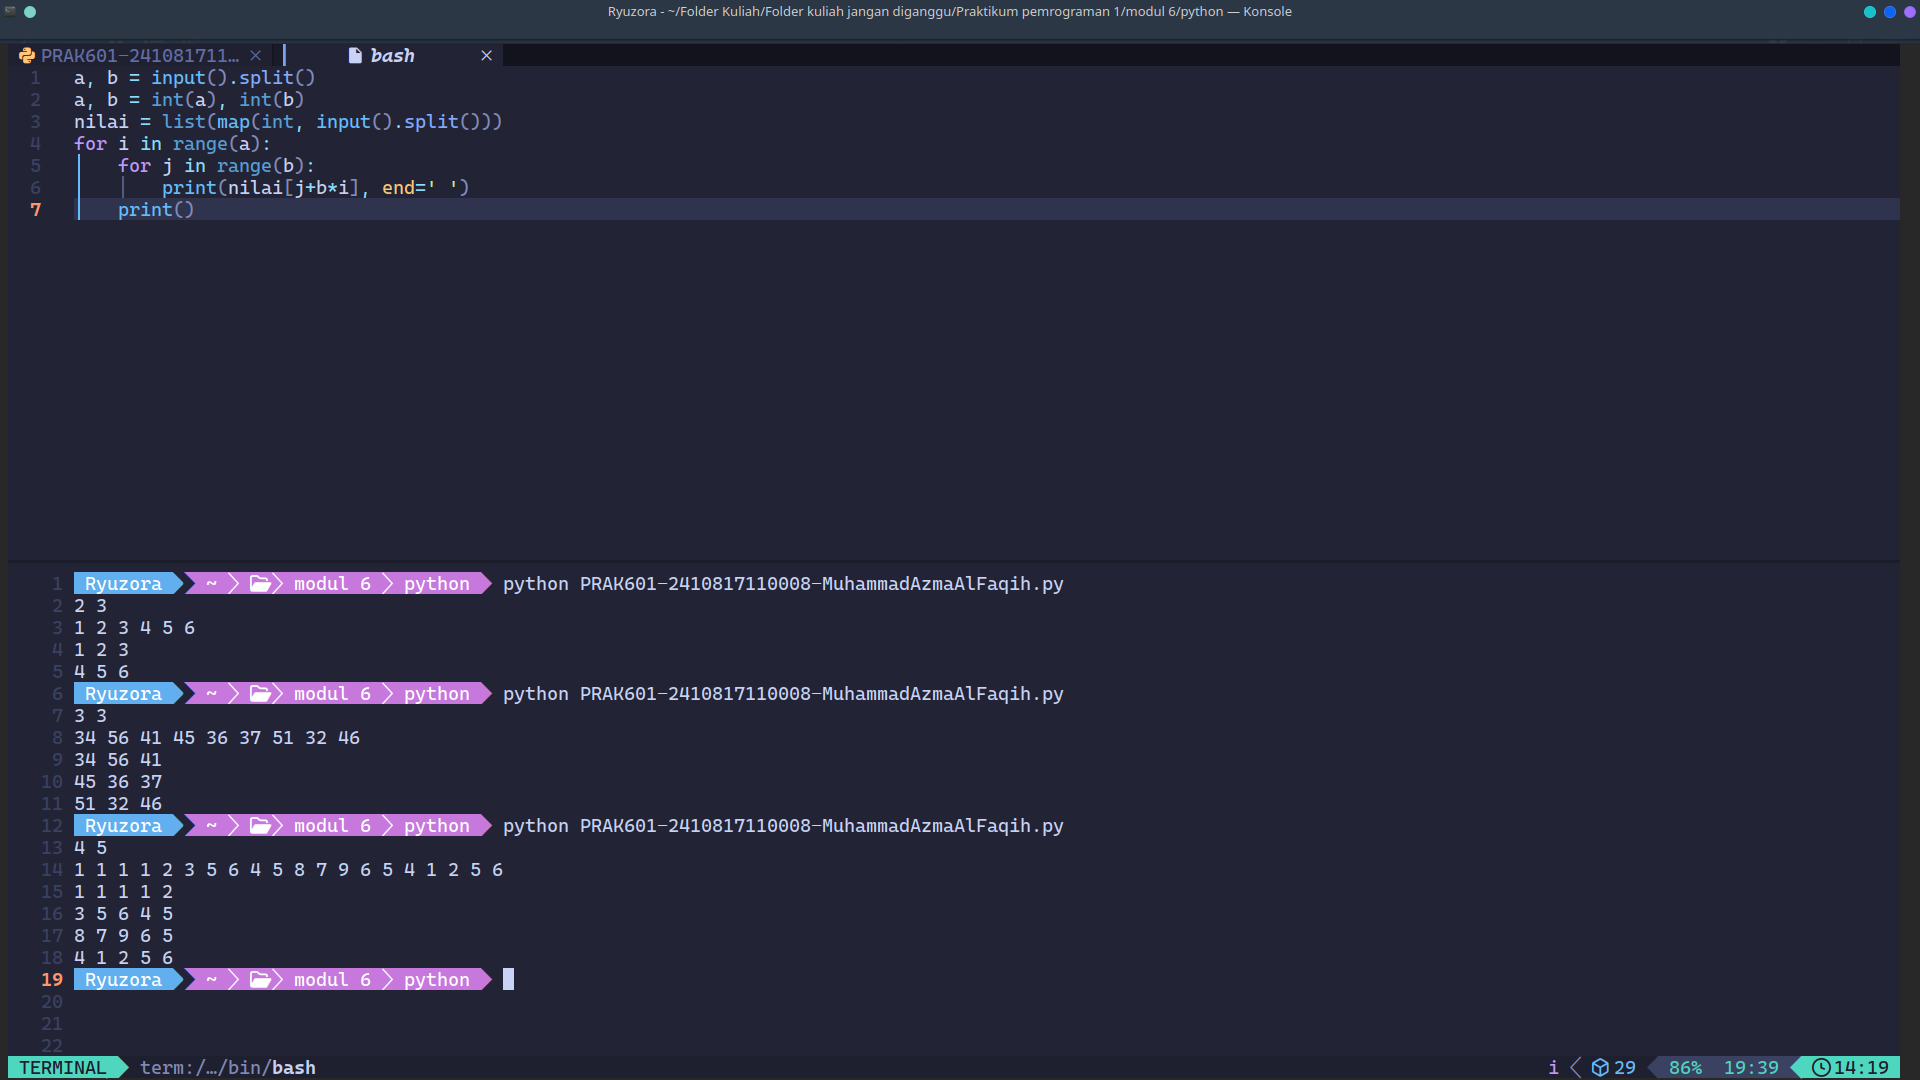 Ryuzora - ~/Folder Kuliah/Folder kuliah jangan diganggu/Praktikum pemrograman 1/modul 6/python — Konsole
PRAK601-241081711… × bash ×
1 a, b = input().split()
2 a, b = int(a), int(b)
3 nilai = list(map(int, input().split()))
4 for i in range(a):
5     for j in range(b):
6         print(nilai[j+b*i], end=' ')
7     print()
1 Ryuzora ~ modul 6 python python PRAK601-2410817110008-MuhammadAzmaAlFaqih.py
2 2 3
3 1 2 3 4 5 6
4 1 2 3
5 4 5 6
6 Ryuzora ~ modul 6 python python PRAK601-2410817110008-MuhammadAzmaAlFaqih.py
7 3 3
8 34 56 41 45 36 37 51 32 46
9 34 56 41
10 45 36 37
11 51 32 46
12 Ryuzora ~ modul 6 python python PRAK601-2410817110008-MuhammadAzmaAlFaqih.py
13 4 5
14 1 1 1 1 2 3 5 6 4 5 8 7 9 6 5 4 1 2 5 6
15 1 1 1 1 2
16 3 5 6 4 5
17 8 7 9 6 5
18 4 1 2 5 6
19 Ryuzora ~ modul 6 python
20
21
22
TERMINAL term:/…/bin/bash i 29 86% 19:39 14:19